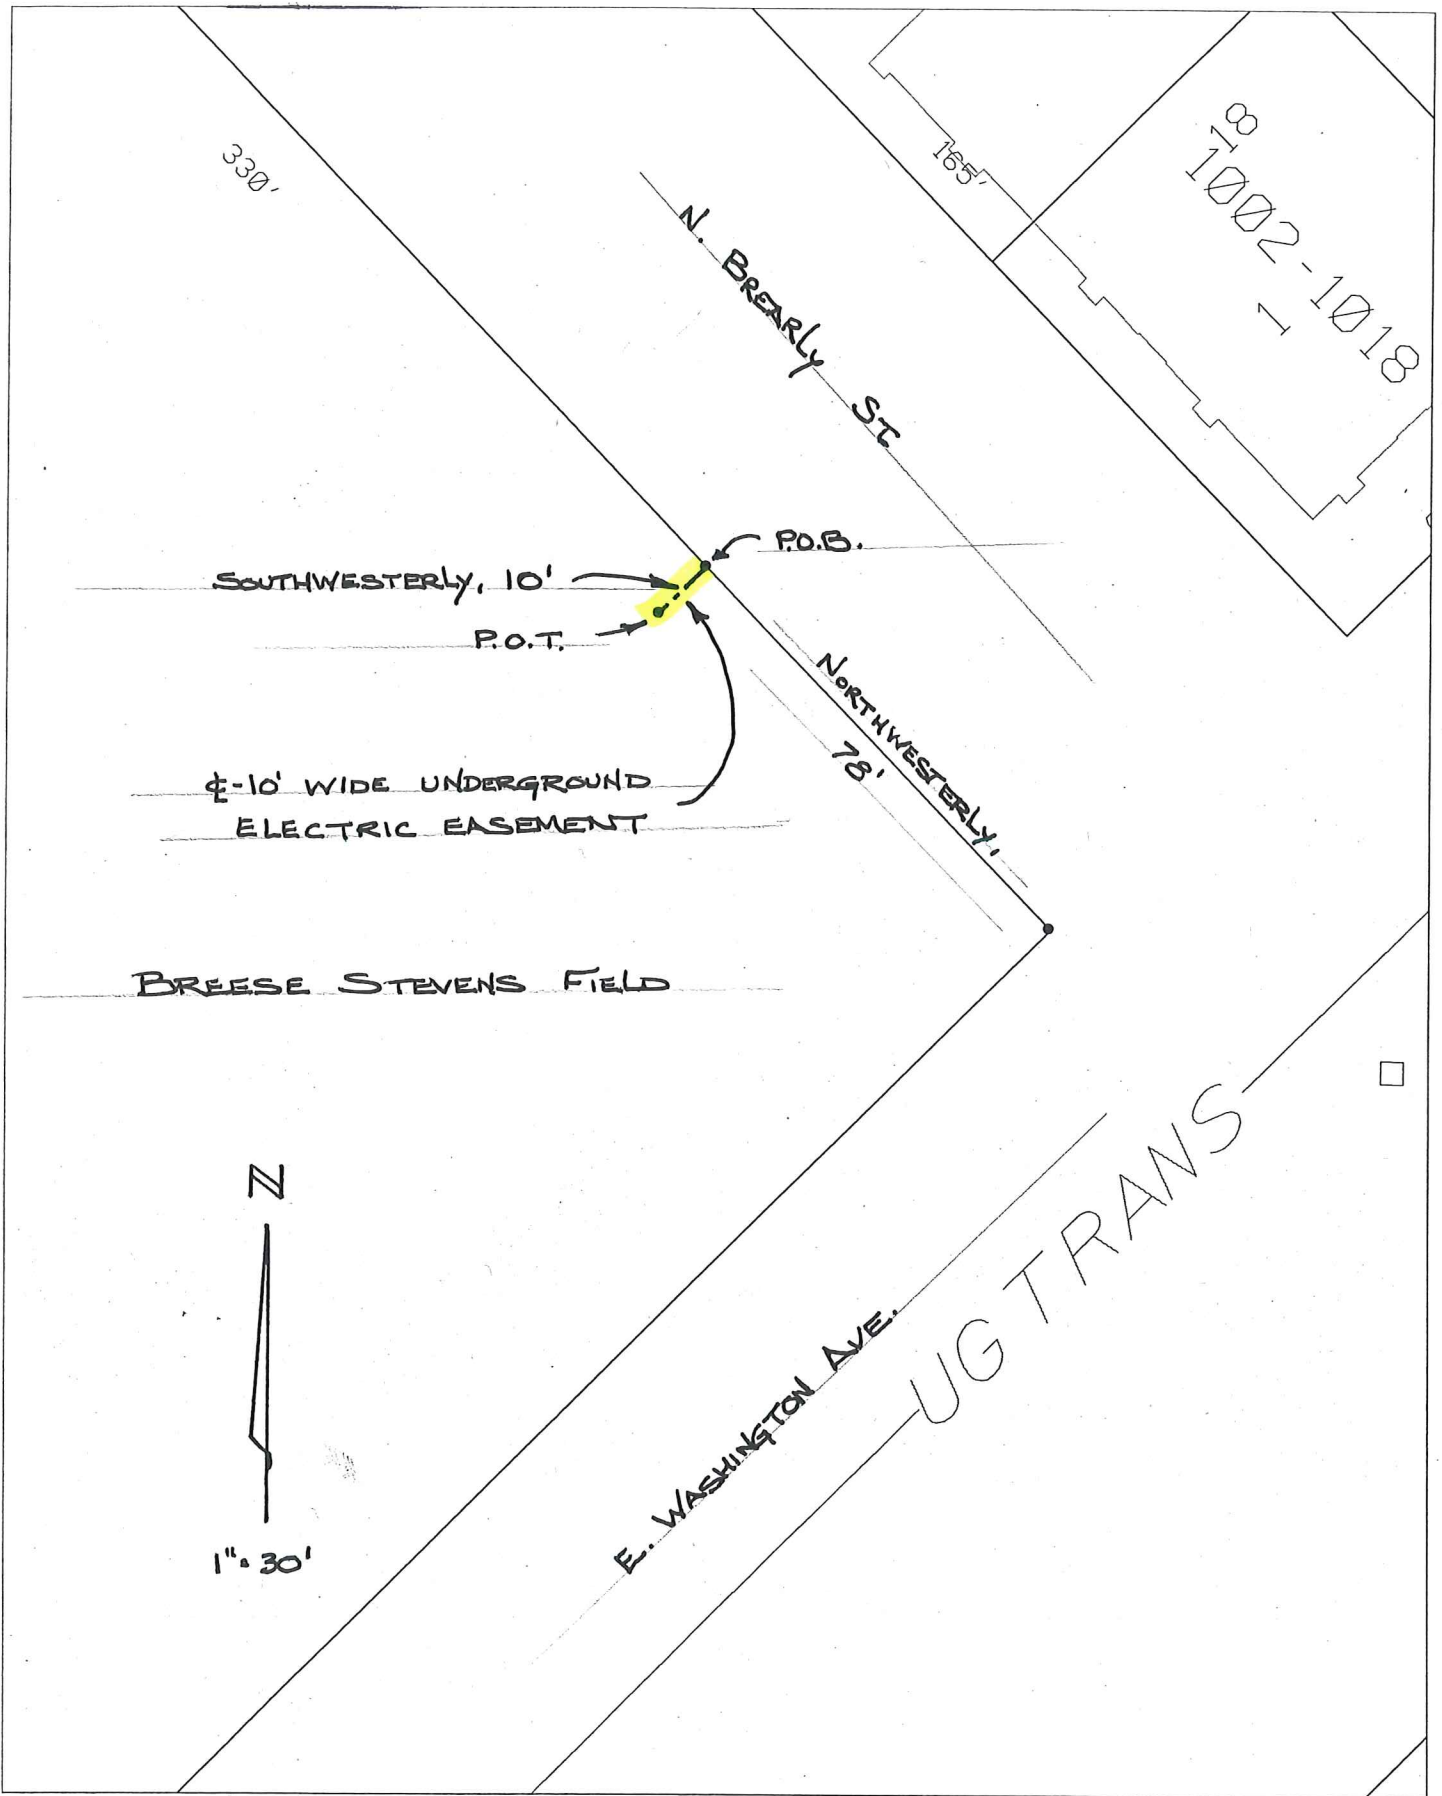 330'
165'
18
1002-1018
1
N. BREARLY ST.
P.O.B.
SOUTHWESTERLY, 10'
P.O.T.
NORTHWESTERLY,
78'
℄-10' WIDE UNDERGROUND
ELECTRIC EASEMENT
BREESE STEVENS FIELD
N
1"=30'
E. WASHINGTON AVE.
UG TRANS